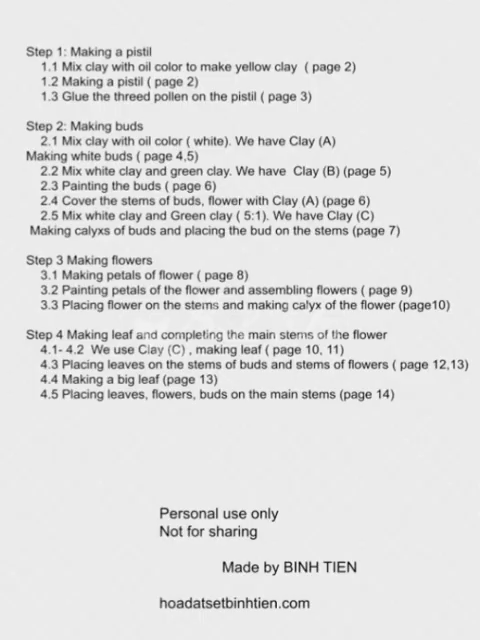 Step 1: Making a pistil
1.1 Mix clay with oil color to make yellow clay ( page 2)
1.2 Making a pistil ( page 2)
1.3 Glue the threed pollen on the pistil ( page 3)
Step 2: Making buds
2.1 Mix clay with oil color ( white). We have Clay (A)
Making white buds ( page 4,5)
2.2 Mix white clay and green clay. We have Clay (B) (page 5)
2.3 Painting the buds ( page 6)
2.4 Cover the stems of buds, flower with Clay (A) (page 6)
2.5 Mix white clay and Green clay ( 5:1). We have Clay (C)
Making calyxs of buds and placing the bud on the stems (page 7)
Step 3 Making flowers
3.1 Making petals of flower ( page 8)
3.2 Painting petals of the flower and assembling flowers ( page 9)
3.3 Placing flower on the stems and making calyx of the flower (page10)
Step 4 Making leaf and completing the main stems of the flower
4.1- 4.2 We use Clay (C) , making leaf ( page 10, 11)
4.3 Placing leaves on the stems of buds and stems of flowers ( page 12,13)
4.4 Making a big leaf (page 13)
4.5 Placing leaves, flowers, buds on the main stems (page 14)
Personal use only
Not for sharing
Made by BINH TIEN
hoadatsetbinhtien.com